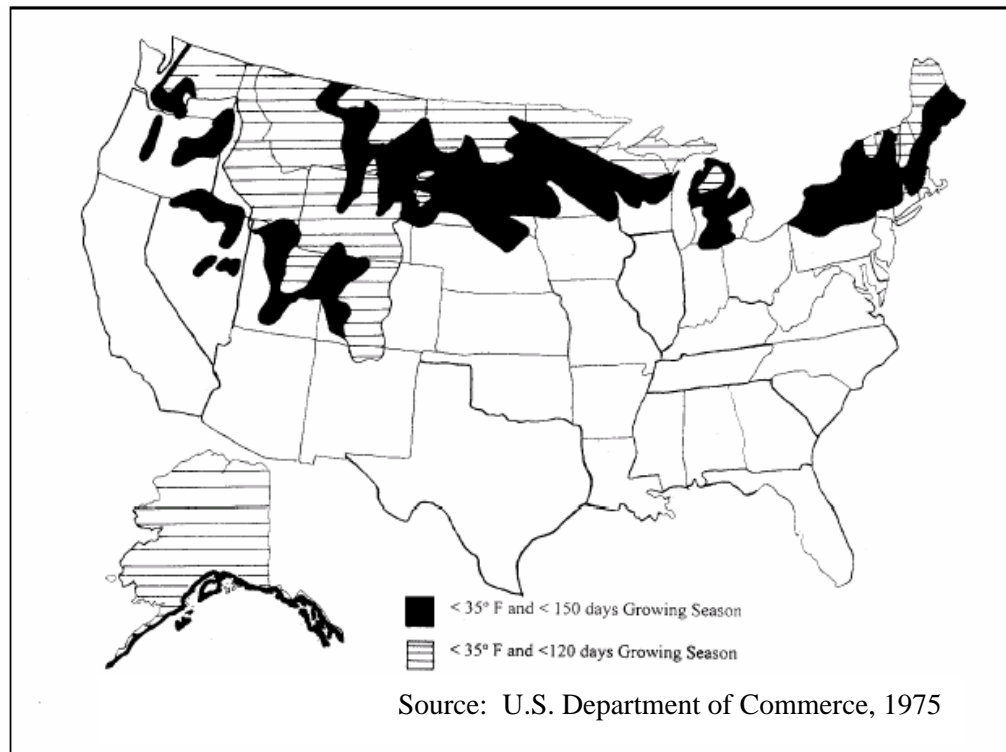 < 35° F and < 150 days Growing Season
< 35° F and <120 days Growing Season
Source:  U.S. Department of Commerce, 1975